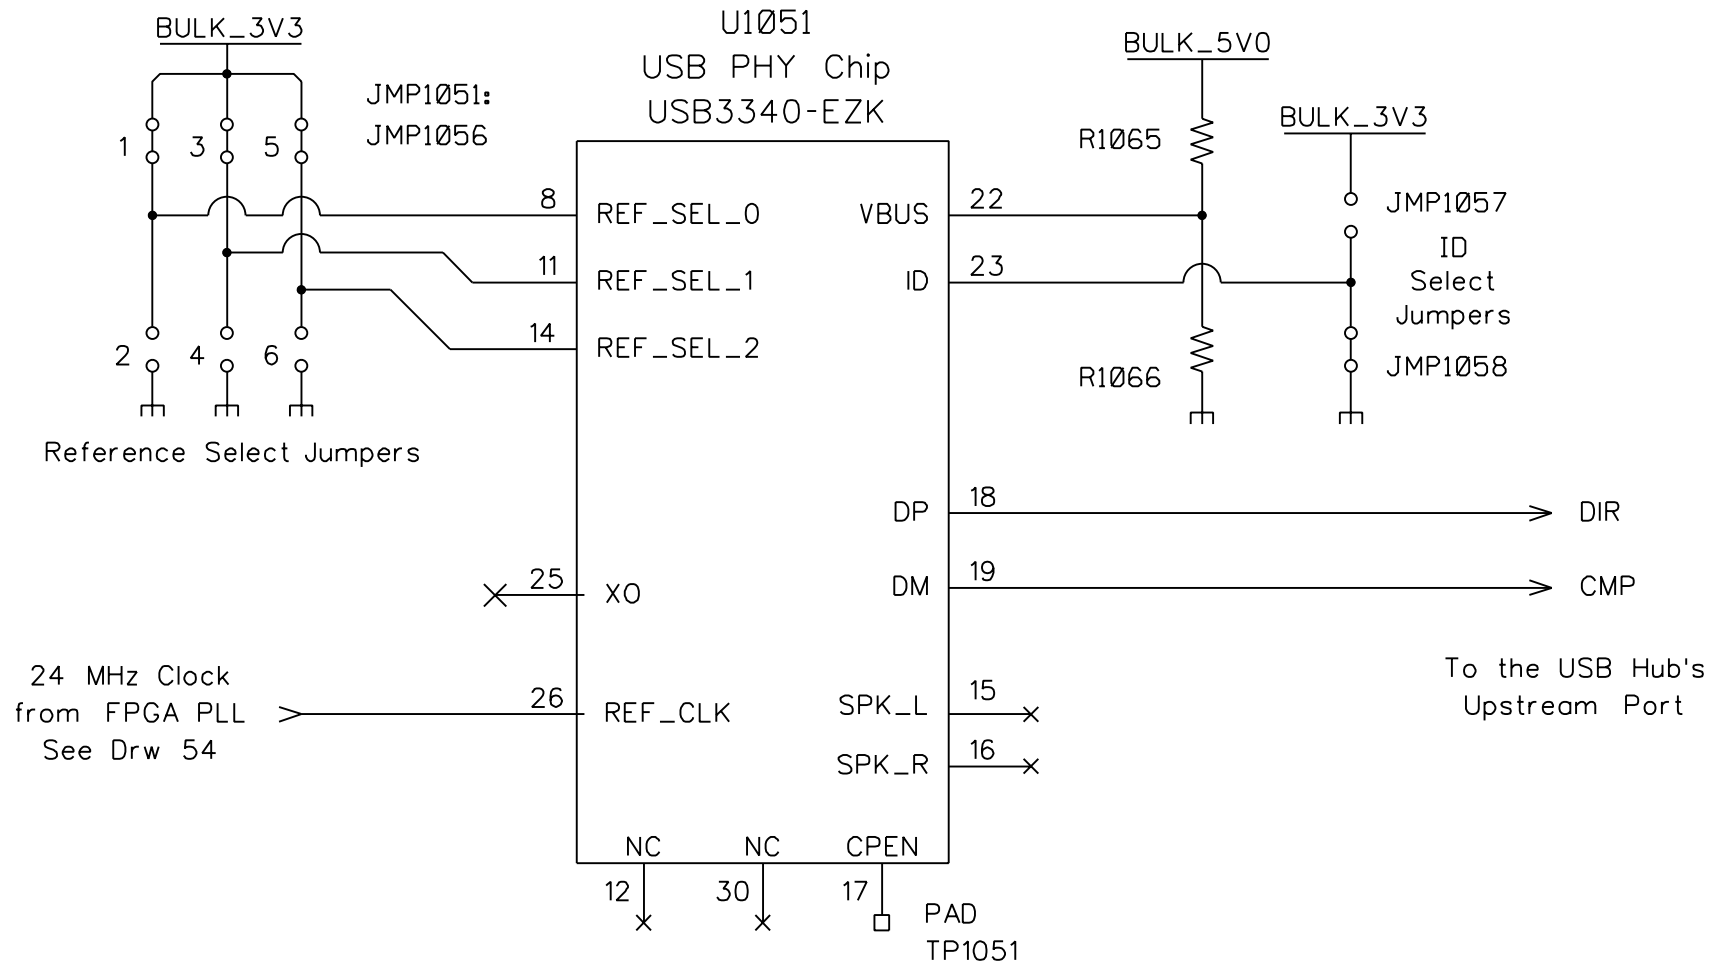 U1051
USB PHY Chip
USB3340-EZK
BULK_3V3
JMP1051:
JMP1056
1 3 5
2 4 6
Reference Select Jumpers
8 REF_SEL_0
11 REF_SEL_1
14 REF_SEL_2
25 XO
24 MHz Clock
from FPGA PLL
See Drw 54
26 REF_CLK
BULK_5V0
R1065
R1066
BULK_3V3
JMP1057
ID
Select
Jumpers
JMP1058
VBUS 22
ID 23
DP 18 DIR
DM 19 CMP
To the USB Hub's
Upstream Port
SPK_L 15
SPK_R 16
NC NC CPEN
12 30 17
PAD
TP1051